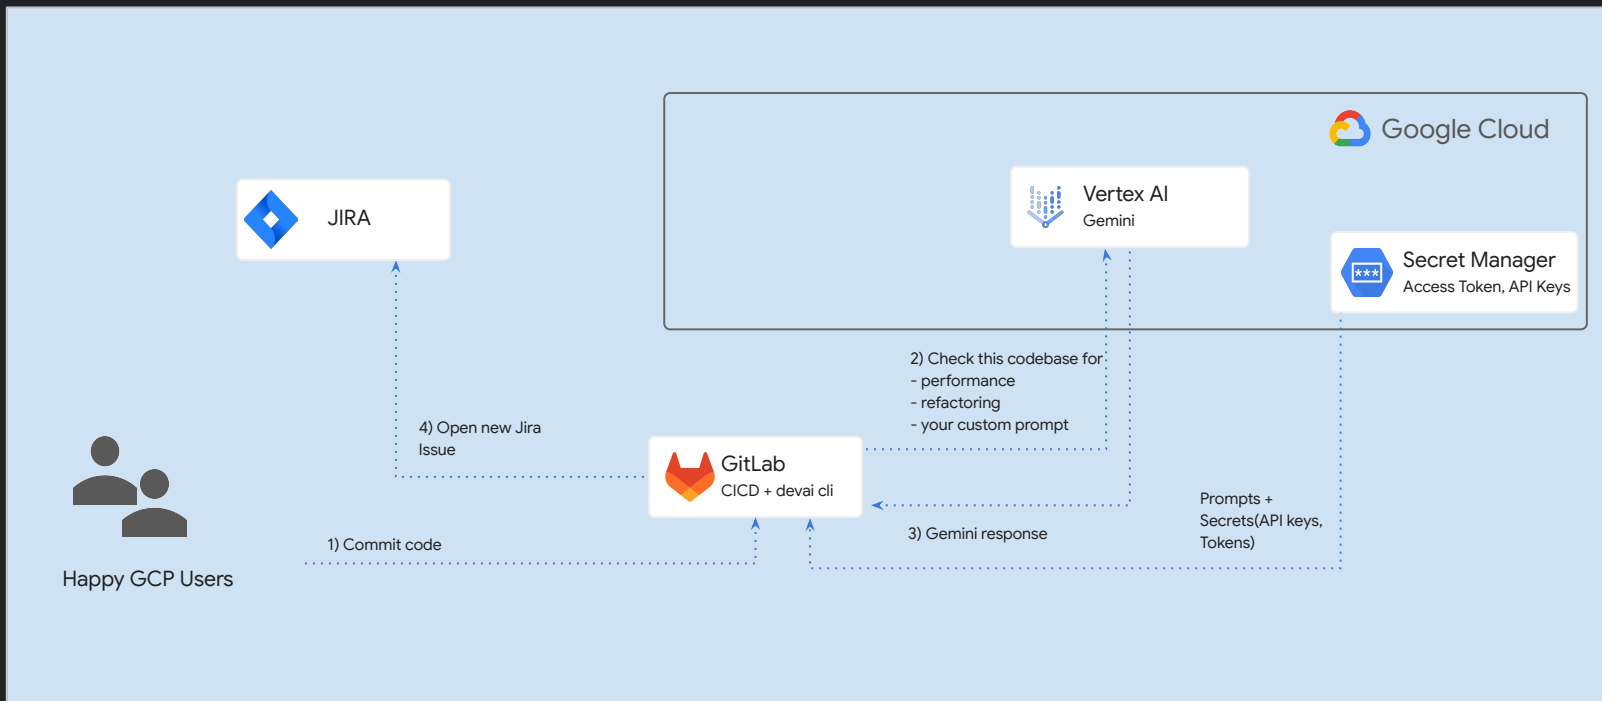 Google Cloud
Vertex AI
Gemini
JIRA
Secret Manager
***
Access Token, API Keys
2) Check this codebase for
- performance
- refactoring
- your custom prompt
4) Open new Jira
Issue
GitLab
CICD + devai cli
Prompts +
Secrets(API keys,
Tokens)
3) Gemini response
1) Commit code
Happy GCP Users